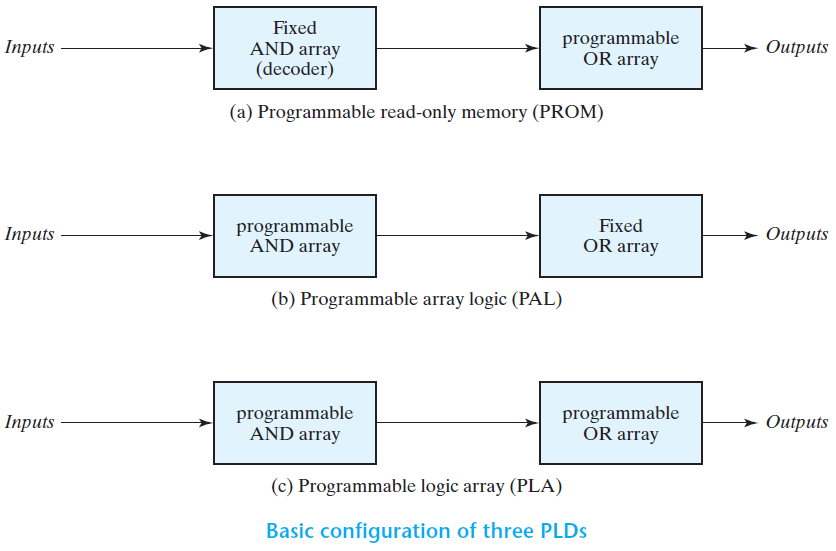 Inputs
Fixed
AND array
(decoder)
programmable
OR array
Outputs
(a) Programmable read-only memory (PROM)
Inputs
programmable
AND array
Fixed
OR array
Outputs
(b) Programmable array logic (PAL)
Inputs
programmable
AND array
programmable
OR array
Outputs
(c) Programmable logic array (PLA)
Basic configuration of three PLDs